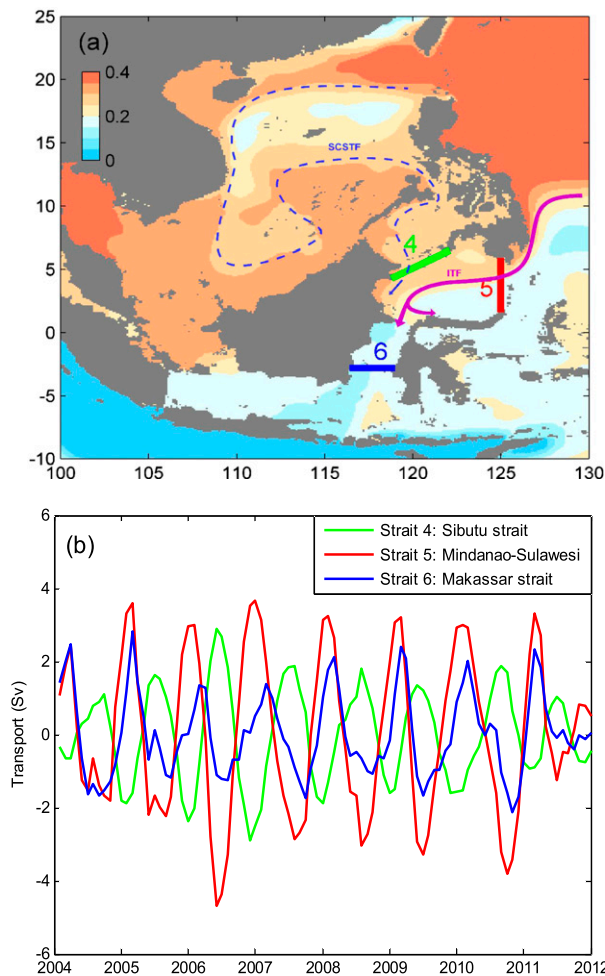 25
20
15
10
5
0
-5
-10
(a)
0.4
0.2
0
SCSTF
4
ITF
5
6
100 105 110 115 120 125 130
6
4
2
0
-2
-4
-6
(b)
Strait 4: Sibutu strait
Strait 5: Mindanao-Sulawesi
Strait 6: Makassar strait
Transport (Sv)
2004 2005 2006 2007 2008 2009 2010 2011 2012